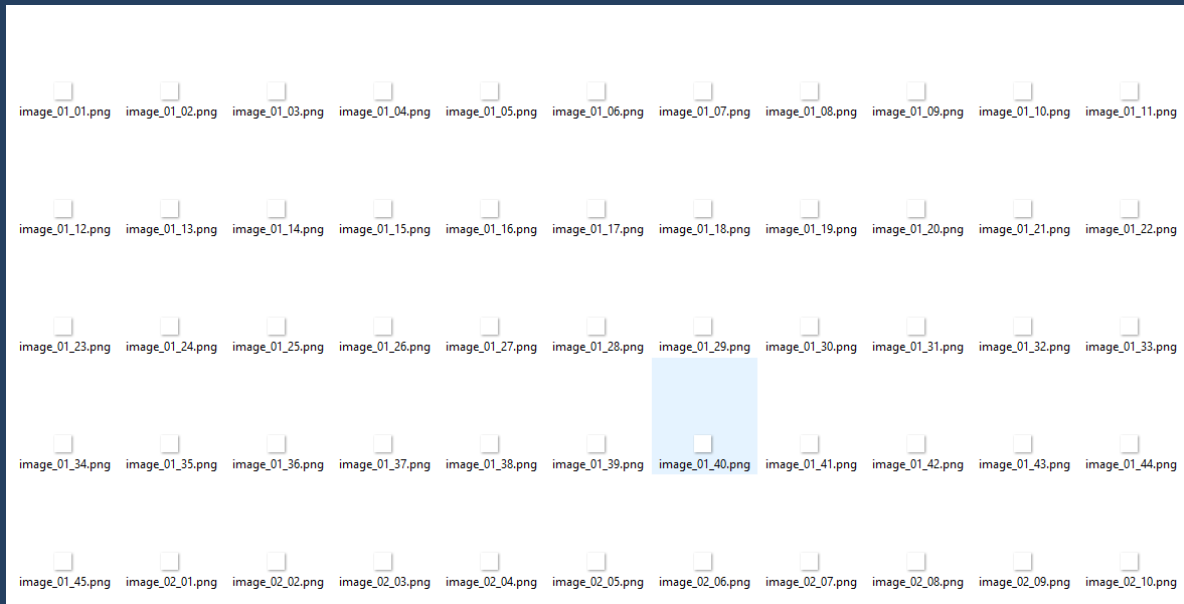 image_01_01.png image_01_02.png image_01_03.png image_01_04.png image_01_05.png image_01_06.png image_01_07.png image_01_08.png image_01_09.png image_01_10.png image_01_11.png
image_01_12.png image_01_13.png image_01_14.png image_01_15.png image_01_16.png image_01_17.png image_01_18.png image_01_19.png image_01_20.png image_01_21.png image_01_22.png
image_01_23.png image_01_24.png image_01_25.png image_01_26.png image_01_27.png image_01_28.png image_01_29.png image_01_30.png image_01_31.png image_01_32.png image_01_33.png
image_01_34.png image_01_35.png image_01_36.png image_01_37.png image_01_38.png image_01_39.png image_01_40.png image_01_41.png image_01_42.png image_01_43.png image_01_44.png
image_01_45.png image_02_01.png image_02_02.png image_02_03.png image_02_04.png image_02_05.png image_02_06.png image_02_07.png image_02_08.png image_02_09.png image_02_10.png